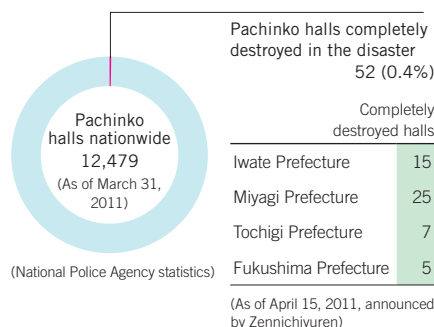 Pachinko halls completely
destroyed in the disaster
52 (0.4%)
Pachinko
halls nationwide
12,479
(As of March 31,
2011)
(National Police Agency statistics)
Completely
destroyed halls
Iwate Prefecture 15
Miyagi Prefecture 25
Tochigi Prefecture 7
Fukushima Prefecture 5
(As of April 15, 2011, announced
by Zennichiyuren)